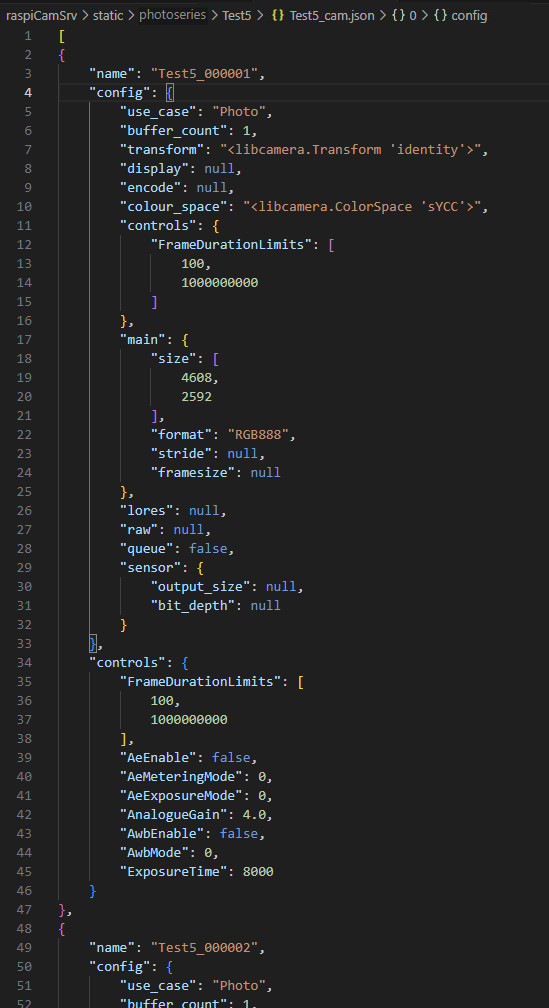 raspiCamSrv > static > photoseries > Test5 > {} Test5_cam.json > {} 0 > {} config
1 [
2 {
3 "name": "Test5_000001",
4 "config": {
5 "use_case": "Photo",
6 "buffer_count": 1,
7 "transform": "<libcamera.Transform 'identity'>",
8 "display": null,
9 "encode": null,
10 "colour_space": "<libcamera.ColorSpace 'sYCC'>",
11 "controls": {
12 "FrameDurationLimits": [
13 100,
14 1000000000
15 ]
16 },
17 "main": {
18 "size": [
19 4608,
20 2592
21 ],
22 "format": "RGB888",
23 "stride": null,
24 "framesize": null
25 },
26 "lores": null,
27 "raw": null,
28 "queue": false,
29 "sensor": {
30 "output_size": null,
31 "bit_depth": null
32 }
33 },
34 "controls": {
35 "FrameDurationLimits": [
36 100,
37 1000000000
38 ],
39 "AeEnable": false,
40 "AeMeteringMode": 0,
41 "AeExposureMode": 0,
42 "AnalogueGain": 4.0,
43 "AwbEnable": false,
44 "AwbMode": 0,
45 "ExposureTime": 8000
46 }
47 },
48 {
49 "name": "Test5_000002",
50 "config": {
51 "use_case": "Photo",
52 "buffer_count": 1,